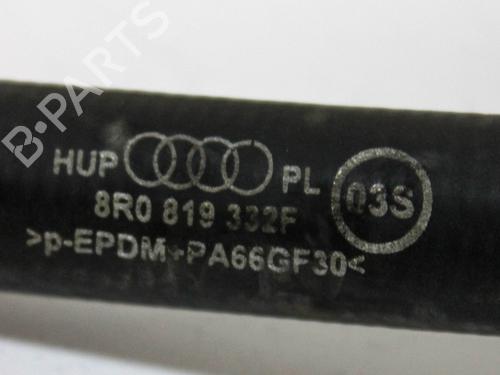 B-PARTS
HUP PL 03S
8R0 819 332F
>p-EPDM+PA66GF30<